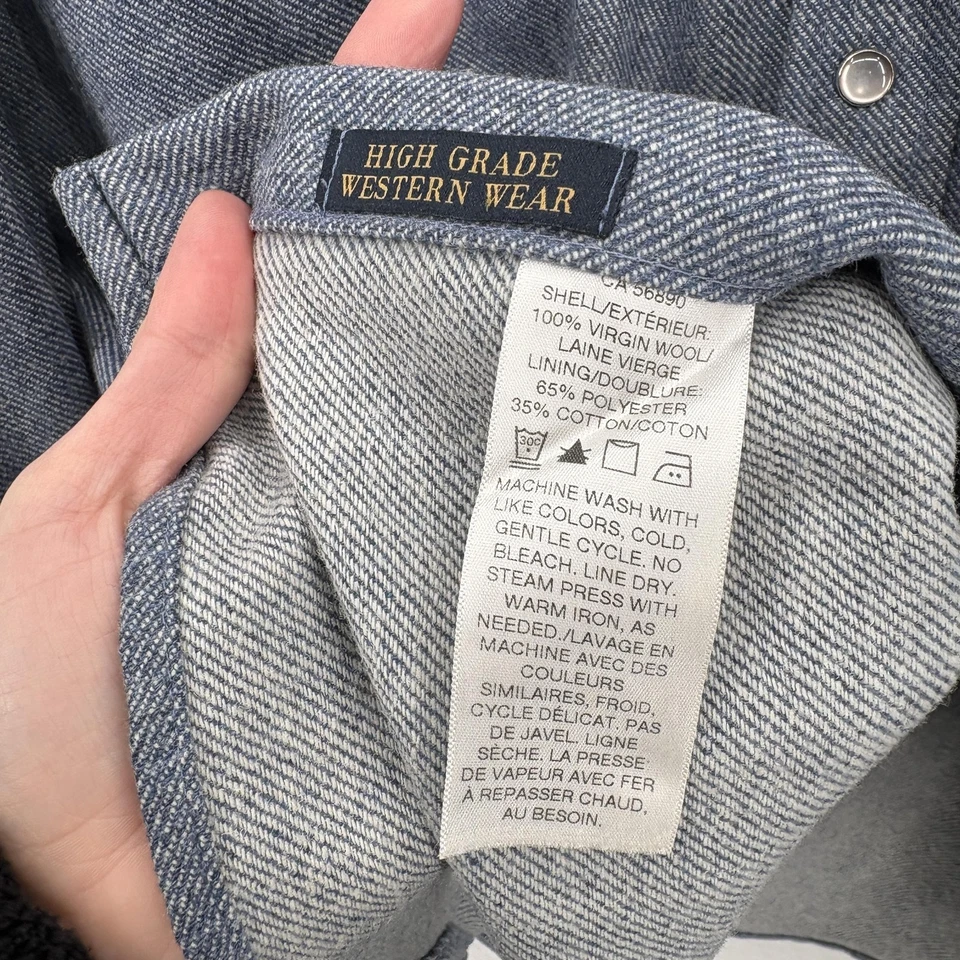 HIGH GRADE
WESTERN WEAR
CA 56890
SHELL/EXTÉRIEUR:
100% VIRGIN WOOL/
LAINE VIERGE
LINING/DOUBLURE:
65% POLYESTER
35% COTTON/COTON
30C
MACHINE WASH WITH
LIKE COLORS, COLD,
GENTLE CYCLE. NO
BLEACH. LINE DRY.
STEAM PRESS WITH
WARM IRON, AS
NEEDED./LAVAGE EN
MACHINE AVEC DES
COULEURS
SIMILAIRES, FROID,
CYCLE DÉLICAT. PAS
DE JAVEL. LIGNE
SÈCHE. LA PRESSE
DE VAPEUR AVEC FER
À REPASSER CHAUD,
AU BESOIN.